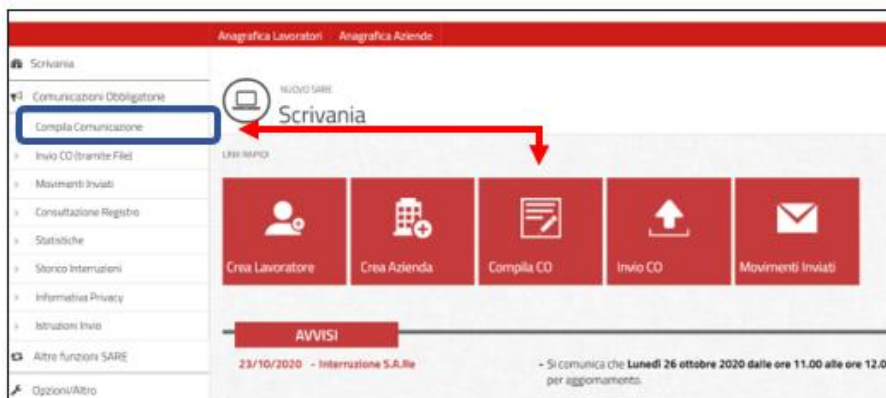 Anagrafica Lavoratori Anagrafica Aziende
Scrivania
Comunicazioni Obbligatorie
Compila Comunicazione
Invio CO (tramite File)
Movimenti Inviati
Consultazione Registro
Statistiche
Storico Interruzioni
Informativa Privacy
Istruzioni Invio
Altre funzioni SARE
Opzioni/Altro
NUOVO SARE
Scrivania
LINK RAPIDI
Crea Lavoratore
Crea Azienda
Compila CO
Invio CO
Movimenti Inviati
AVVISI
23/10/2020 - Interruzione S.A.Re
- Si comunica che Lunedì 26 ottobre 2020 dalle ore 11.00 alle ore 12.0
per aggiornamento.